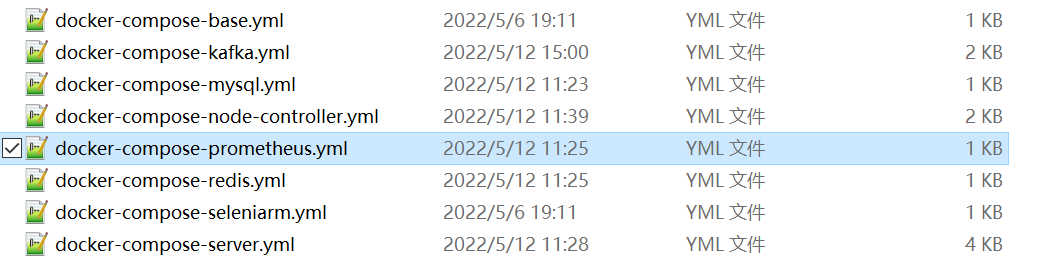 docker-compose-base.yml 2022/5/6 19:11 YML 文件 1 KB
docker-compose-kafka.yml 2022/5/12 15:00 YML 文件 2 KB
docker-compose-mysql.yml 2022/5/12 11:23 YML 文件 1 KB
docker-compose-node-controller.yml 2022/5/12 11:39 YML 文件 2 KB
docker-compose-prometheus.yml 2022/5/12 11:25 YML 文件 1 KB
docker-compose-redis.yml 2022/5/12 11:25 YML 文件 1 KB
docker-compose-seleniarm.yml 2022/5/6 19:11 YML 文件 1 KB
docker-compose-server.yml 2022/5/12 11:28 YML 文件 4 KB